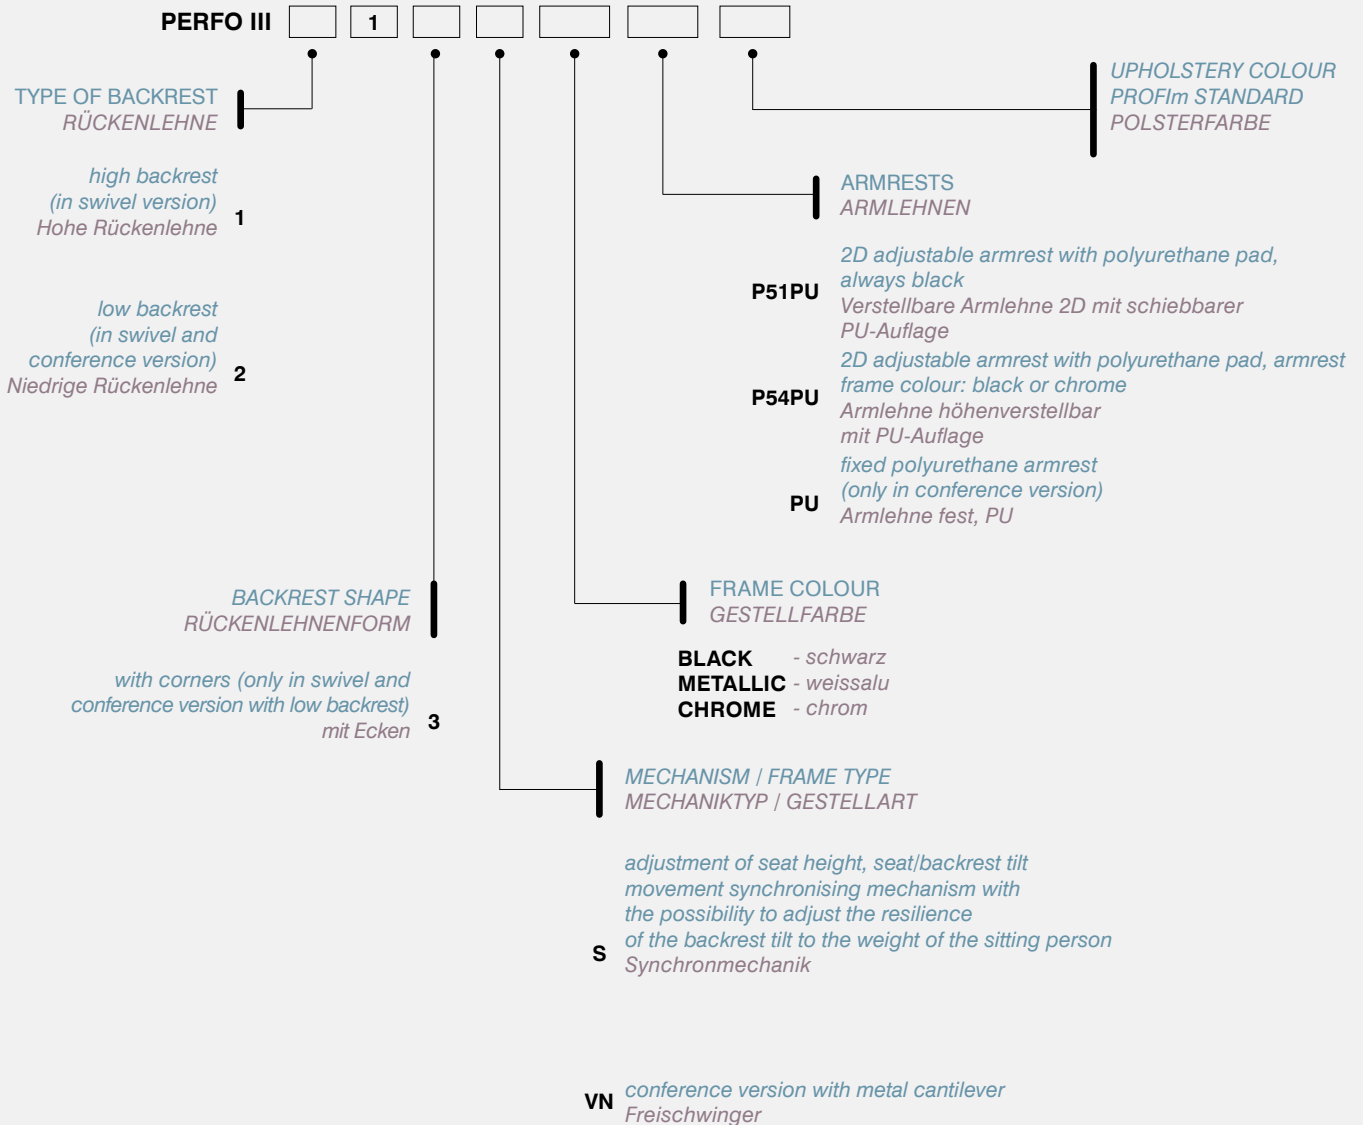 PERFO III 1
TYPE OF BACKREST
RÜCKENLEHNE
high backrest
(in swivel version)
Hohe Rückenlehne
1
low backrest
(in swivel and
conference version)
Niedrige Rückenlehne
2
UPHOLSTERY COLOUR
PROFIm STANDARD
POLSTERFARBE
ARMRESTS
ARMLEHNEN
P51PU
2D adjustable armrest with polyurethane pad,
always black
Verstellbare Armlehne 2D mit schiebbarer
PU-Auflage
P54PU
2D adjustable armrest with polyurethane pad, armrest
frame colour: black or chrome
Armlehne höhenverstellbar
mit PU-Auflage
PU
fixed polyurethane armrest
(only in conference version)
Armlehne fest, PU
BACKREST SHAPE
RÜCKENLEHNENFORM
with corners (only in swivel and
conference version with low backrest)
mit Ecken
3
FRAME COLOUR
GESTELLFARBE
BLACK - schwarz
METALLIC - weissalu
CHROME - chrom
MECHANISM / FRAME TYPE
MECHANIKTYP / GESTELLART
adjustment of seat height, seat/backrest tilt
movement synchronising mechanism with
the possibility to adjust the resilience
of the backrest tilt to the weight of the sitting person
S
Synchronmechanik
VN
conference version with metal cantilever
Freischwinger